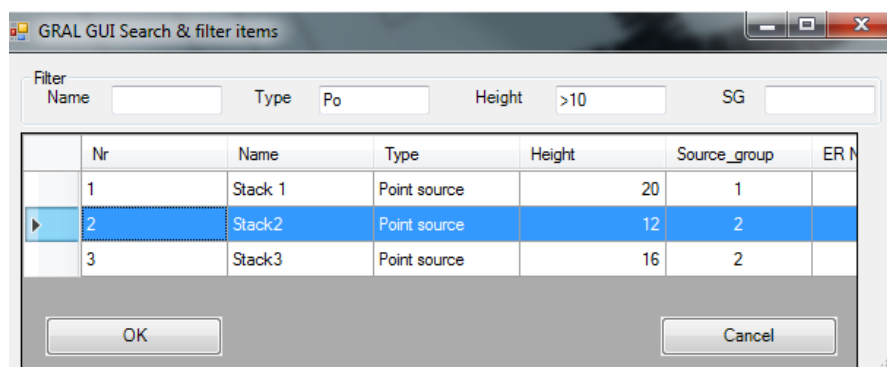 GRAL GUI Search & filter items
Filter
Name Type Po Height >10 SG
Nr Name Type Height Source_group ER N
1 Stack 1 Point source 20 1
2 Stack2 Point source 12 2
3 Stack3 Point source 16 2
OK Cancel